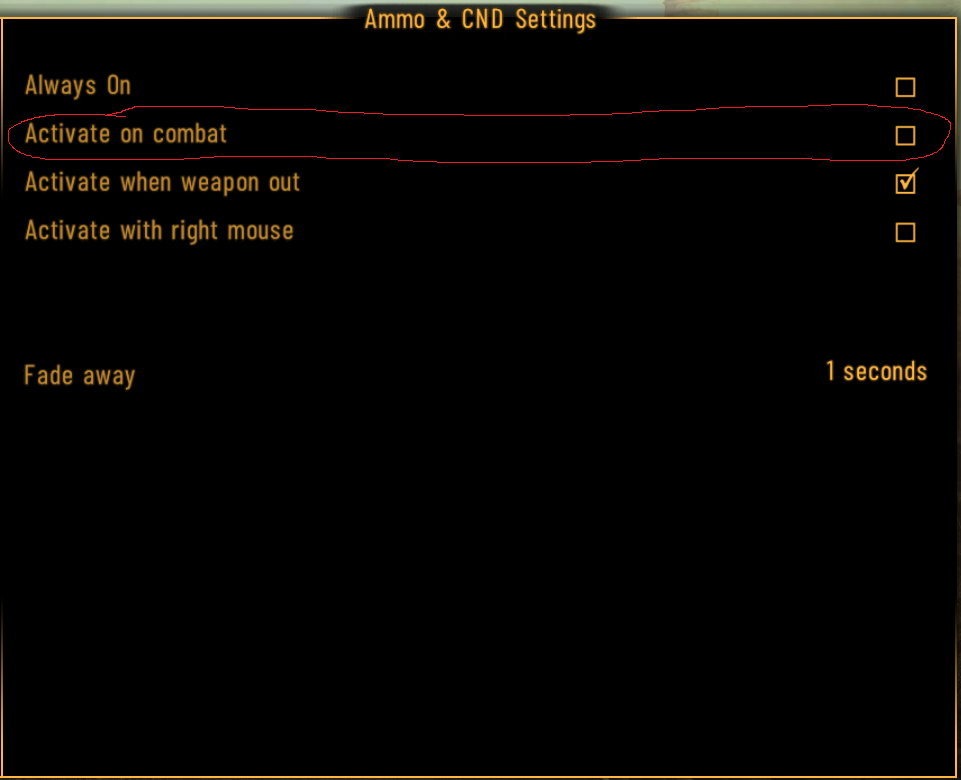 Ammo & CND Settings
Always On
Activate on combat
Activate when weapon out
Activate with right mouse
Fade away 1 seconds